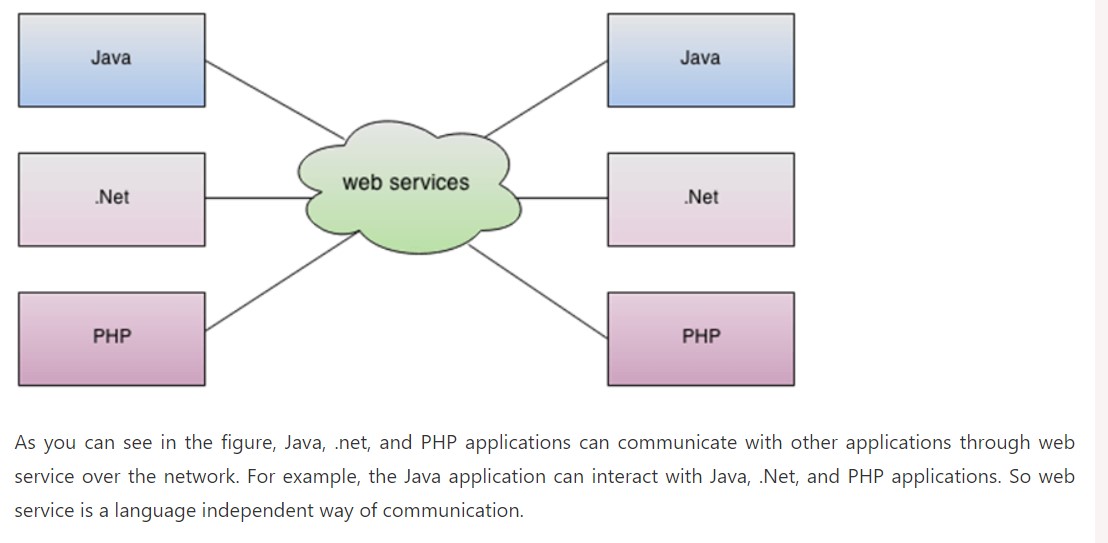 Java
Java
web services
.Net
.Net
PHP
PHP
As you can see in the figure, Java, .net, and PHP applications can communicate with other applications through web
service over the network. For example, the Java application can interact with Java, .Net, and PHP applications. So web
service is a language independent way of communication.